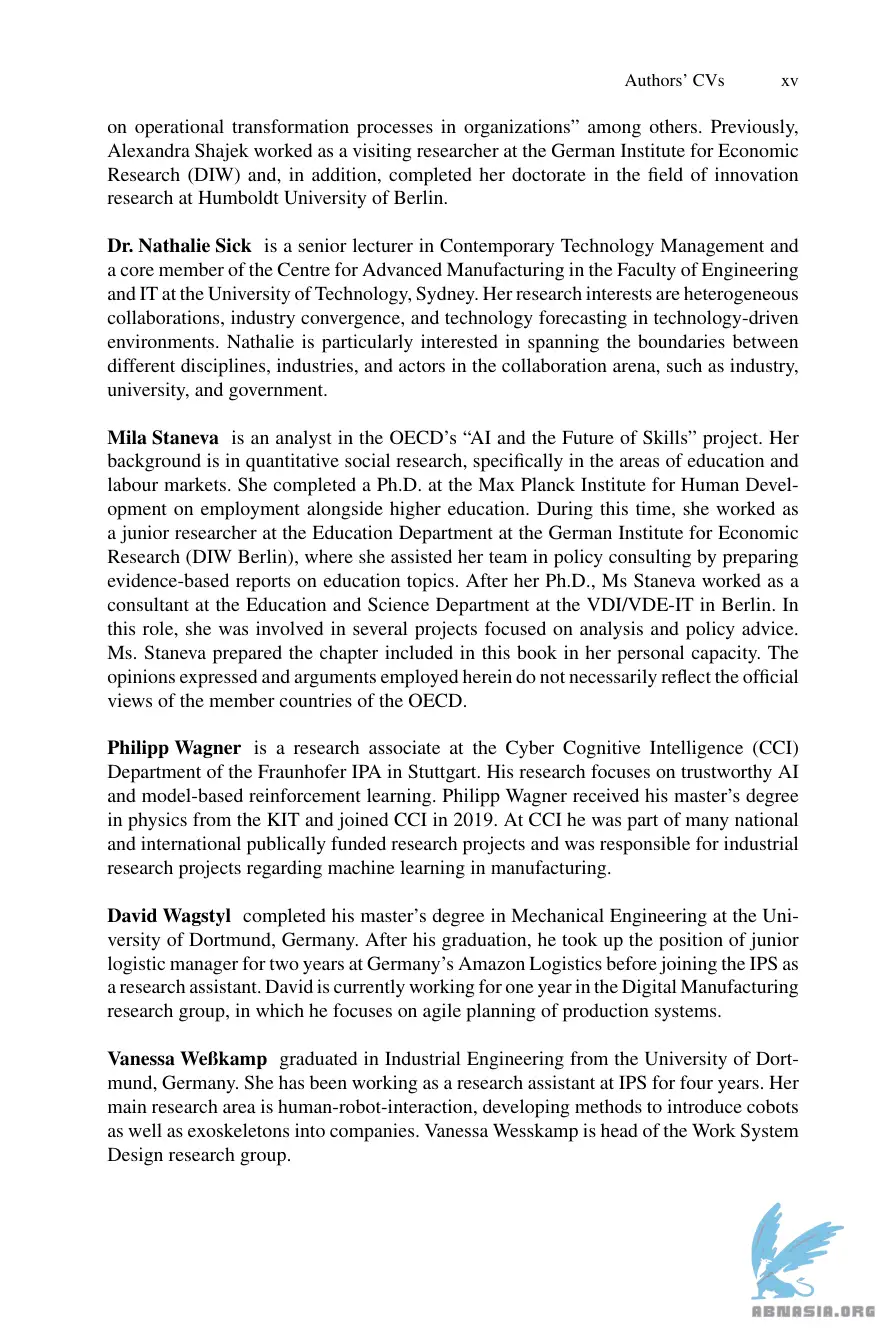 Authors’ CVs xv
on operational transformation processes in organizations” among others. Previously,
Alexandra Shajek worked as a visiting researcher at the German Institute for Economic
Research (DIW) and, in addition, completed her doctorate in the field of innovation
research at Humboldt University of Berlin.
Dr. Nathalie Sick is a senior lecturer in Contemporary Technology Management and
a core member of the Centre for Advanced Manufacturing in the Faculty of Engineering
and IT at the University of Technology, Sydney. Her research interests are heterogeneous
collaborations, industry convergence, and technology forecasting in technology-driven
environments. Nathalie is particularly interested in spanning the boundaries between
different disciplines, industries, and actors in the collaboration arena, such as industry,
university, and government.
Mila Staneva is an analyst in the OECD’s “AI and the Future of Skills” project. Her
background is in quantitative social research, specifically in the areas of education and
labour markets. She completed a Ph.D. at the Max Planck Institute for Human Devel-
opment on employment alongside higher education. During this time, she worked as
a junior researcher at the Education Department at the German Institute for Economic
Research (DIW Berlin), where she assisted her team in policy consulting by preparing
evidence-based reports on education topics. After her Ph.D., Ms Staneva worked as a
consultant at the Education and Science Department at the VDI/VDE-IT in Berlin. In
this role, she was involved in several projects focused on analysis and policy advice.
Ms. Staneva prepared the chapter included in this book in her personal capacity. The
opinions expressed and arguments employed herein do not necessarily reflect the official
views of the member countries of the OECD.
Philipp Wagner is a research associate at the Cyber Cognitive Intelligence (CCI)
Department of the Fraunhofer IPA in Stuttgart. His research focuses on trustworthy AI
and model-based reinforcement learning. Philipp Wagner received his master’s degree
in physics from the KIT and joined CCI in 2019. At CCI he was part of many national
and international publically funded research projects and was responsible for industrial
research projects regarding machine learning in manufacturing.
David Wagstyl completed his master’s degree in Mechanical Engineering at the Uni-
versity of Dortmund, Germany. After his graduation, he took up the position of junior
logistic manager for two years at Germany’s Amazon Logistics before joining the IPS as
a research assistant. David is currently working for one year in the Digital Manufacturing
research group, in which he focuses on agile planning of production systems.
Vanessa Weßkamp graduated in Industrial Engineering from the University of Dort-
mund, Germany. She has been working as a research assistant at IPS for four years. Her
main research area is human-robot-interaction, developing methods to introduce cobots
as well as exoskeletons into companies. Vanessa Wesskamp is head of the Work System
Design research group.
ABNASIA.ORG